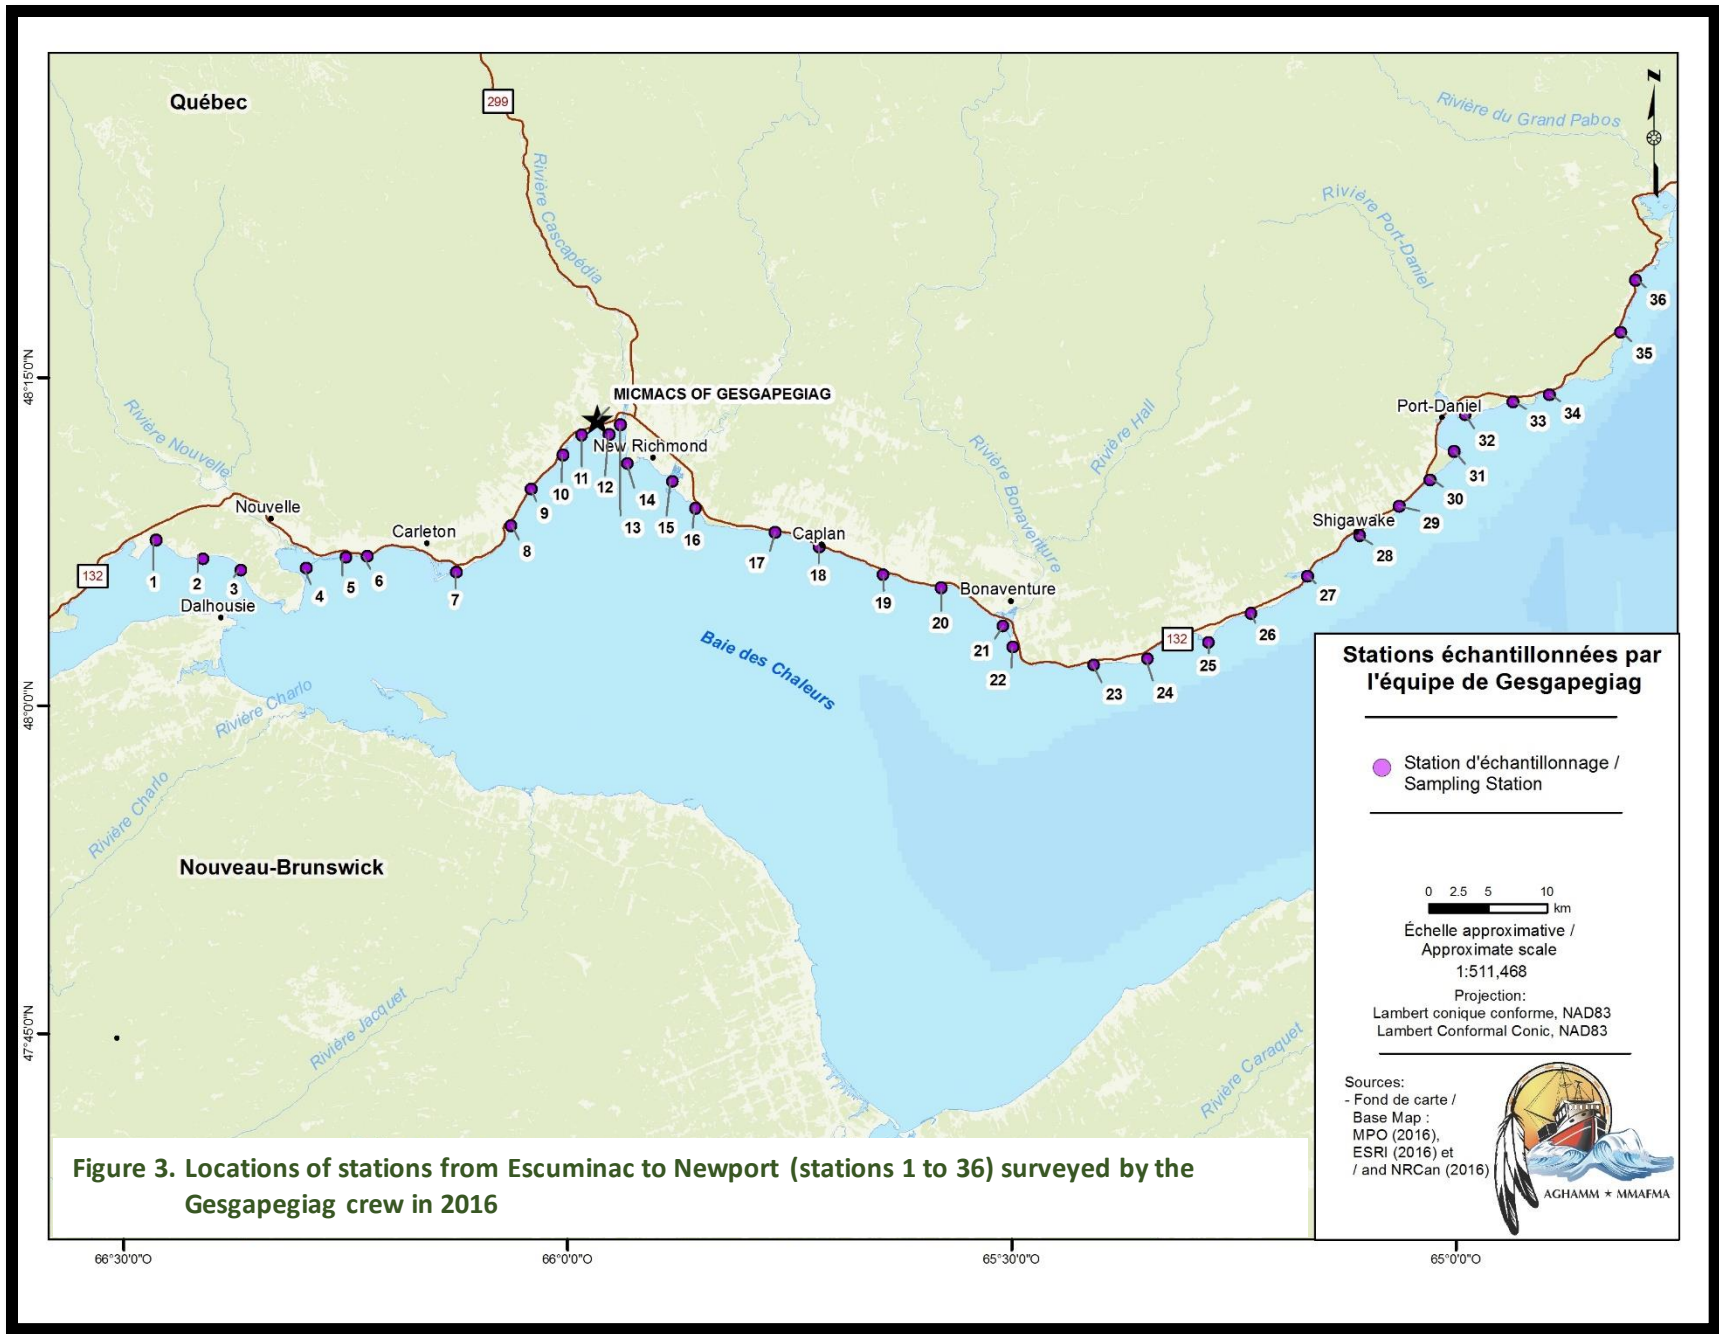 Québec
299
Rivière du Grand Pabos
Rivière Cascapédia
Rivière Port-Daniel
36
35
48°15'0"N
MICMACS OF GESGAPEGIAG
Port-Daniel
34
33
32
Rivière Nouvelle
New Richmond
Rivière Bonaventure
Rivière Hall
31
30
29
28
Shigawake
27
26
25
24
23
22
21
20
19
18
17
16
15
14
13
12
11
10
9
8
7
6
5
4
3
2
1
Nouvelle
Carleton
Caplan
Bonaventure
132
132
Dalhousie
Baie des Chaleurs
48°0'0"N
Rivière Charlo
Rivière Charlo
Nouveau-Brunswick
47°45'0"N
Rivière Jacquet
Rivière Caraquet
N
Stations échantillonnées par
l'équipe de Gesgapegiag
Station d'échantillonnage /
Sampling Station
0 2.5 5 10
km
Échelle approximative /
Approximate scale
1:511,468
Projection:
Lambert conique conforme, NAD83
Lambert Conformal Conic, NAD83
Sources:
- Fond de carte /
Base Map :
MPO (2016),
ESRI (2016) et
/ and NRCan (2016)
AGHAMM ★ MMAFMA
Figure 3. Locations of stations from Escuminac to Newport (stations 1 to 36) surveyed by the
Gesgapegiag crew in 2016
66°30'0"O
66°0'0"O
65°30'0"O
65°0'0"O